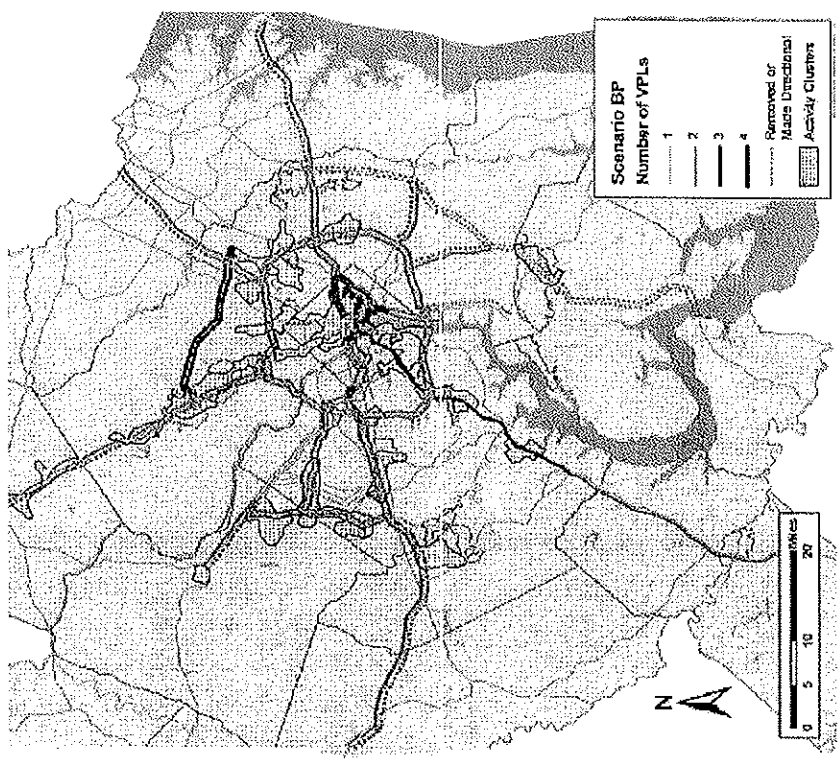 Scenario BP
Number of VPLs
1
2
3
4
Removed or
Made Directional
Activity Clusters
N
0 5 10 20
Miles